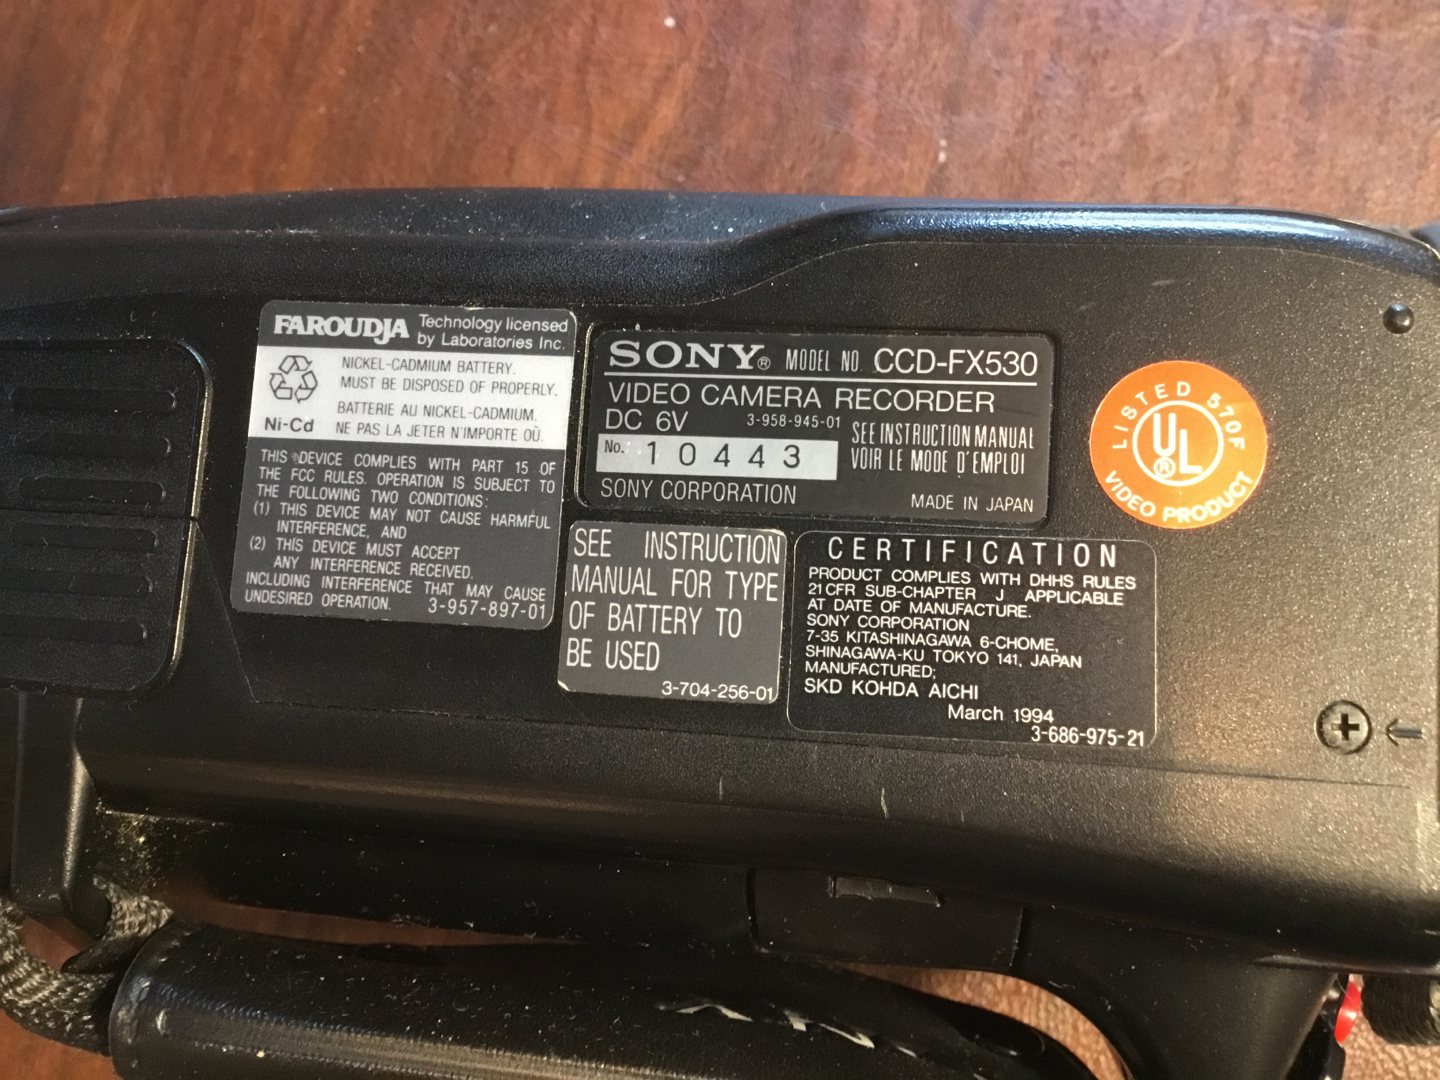 FAROUDJA Technology licensed
by Laboratories Inc.
NICKEL-CADMIUM BATTERY.
MUST BE DISPOSED OF PROPERLY.
BATTERIE AU NICKEL-CADMIUM.
Ni-Cd NE PAS LA JETER N'IMPORTE OÙ.
THIS DEVICE COMPLIES WITH PART 15 OF
THE FCC RULES. OPERATION IS SUBJECT TO
THE FOLLOWING TWO CONDITIONS:
(1) THIS DEVICE MAY NOT CAUSE HARMFUL
INTERFERENCE, AND
(2) THIS DEVICE MUST ACCEPT
ANY INTERFERENCE RECEIVED.
INCLUDING INTERFERENCE THAT MAY CAUSE
UNDESIRED OPERATION. 3-957-897-01
SONY® MODEL NO. CCD-FX530
VIDEO CAMERA RECORDER
DC 6V 3-958-945-01
SEE INSTRUCTION MANUAL
VOIR LE MODE D'EMPLOI
No. 10443
SONY CORPORATION MADE IN JAPAN
SEE INSTRUCTION
MANUAL FOR TYPE
OF BATTERY TO
BE USED
3-704-256-01
CERTIFICATION
PRODUCT COMPLIES WITH DHHS RULES
21CFR SUB-CHAPTER J APPLICABLE
AT DATE OF MANUFACTURE.
SONY CORPORATION
7-35 KITASHINAGAWA 6-CHOME,
SHINAGAWA-KU TOKYO 141, JAPAN
MANUFACTURED;
SKD KOHDA AICHI
March 1994
3-686-975-21
LISTED 570F
UL®
VIDEO PRODUCT